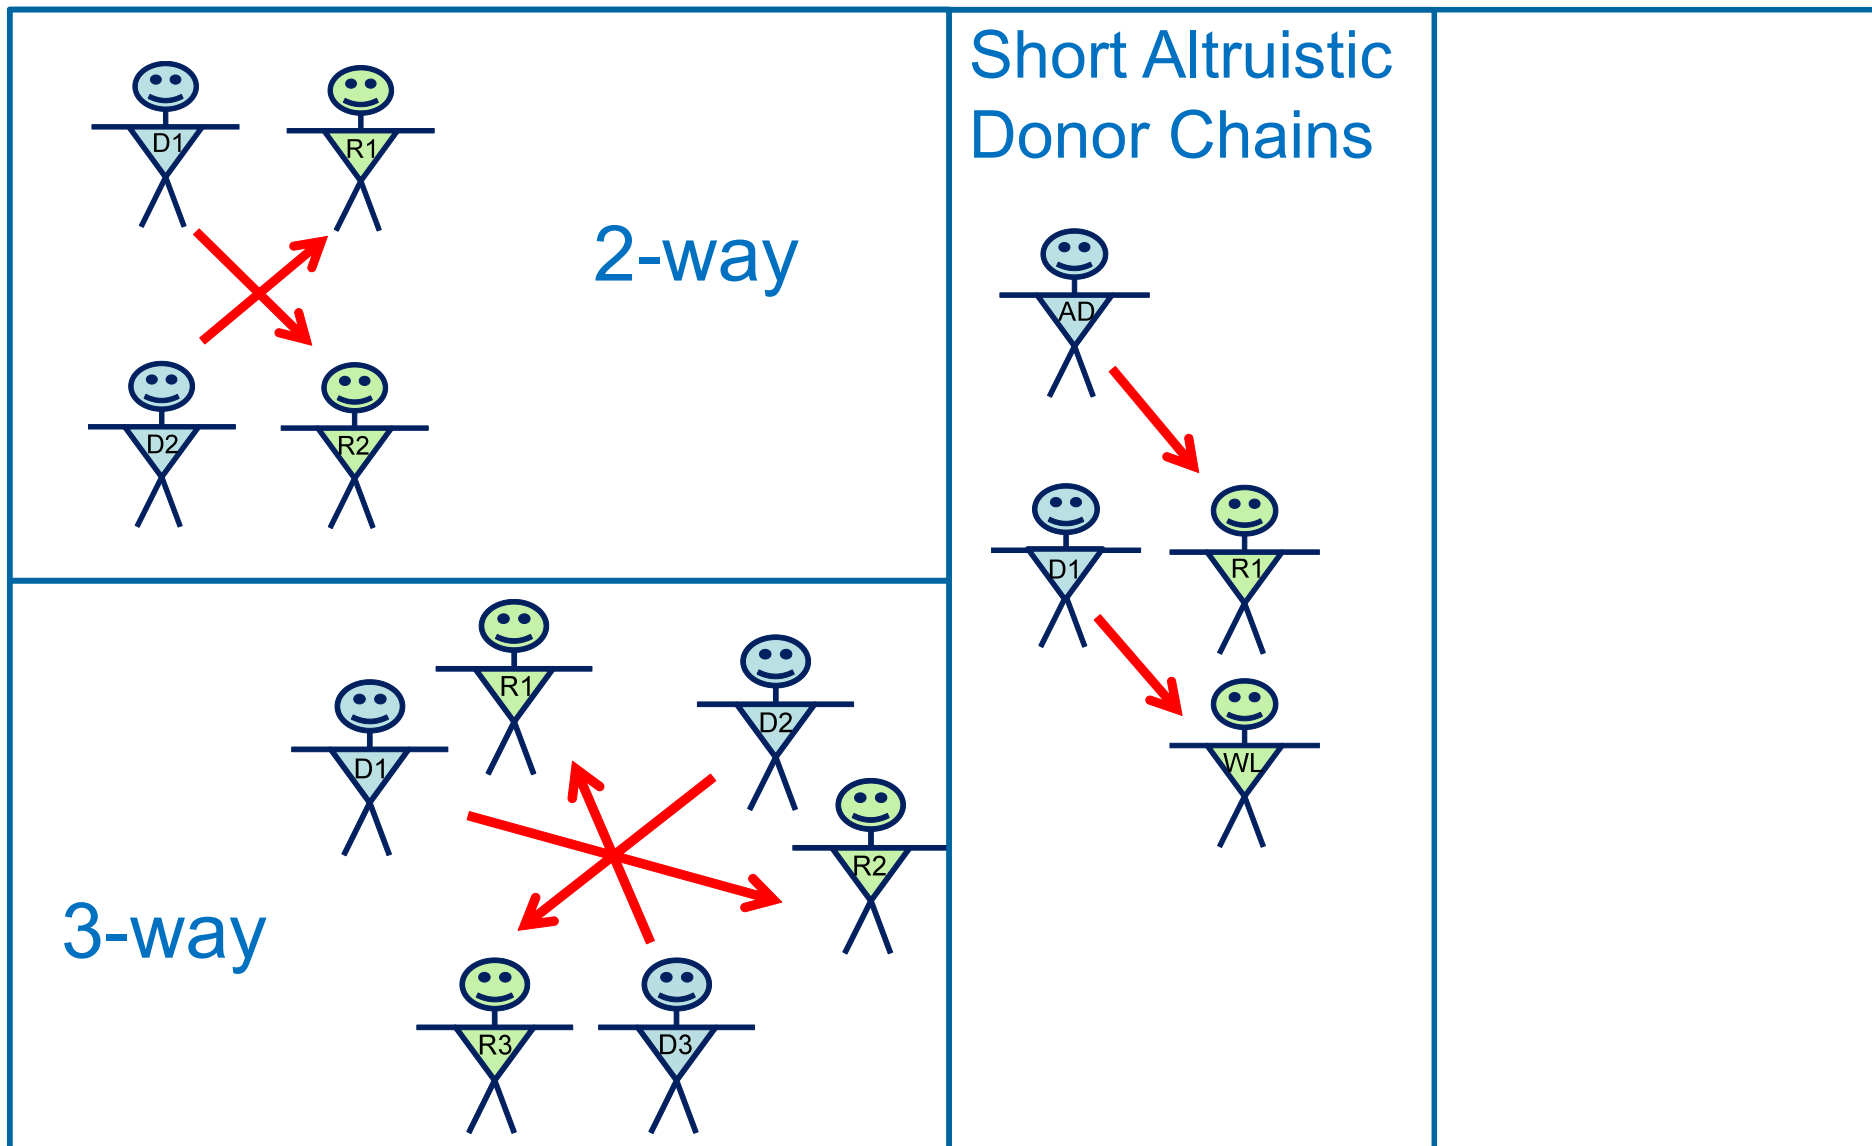 D1
R1
2-way
D2
R2
R1
D2
D1
R2
3-way
R3
D3
Short Altruistic
Donor Chains
AD
D1
R1
WL